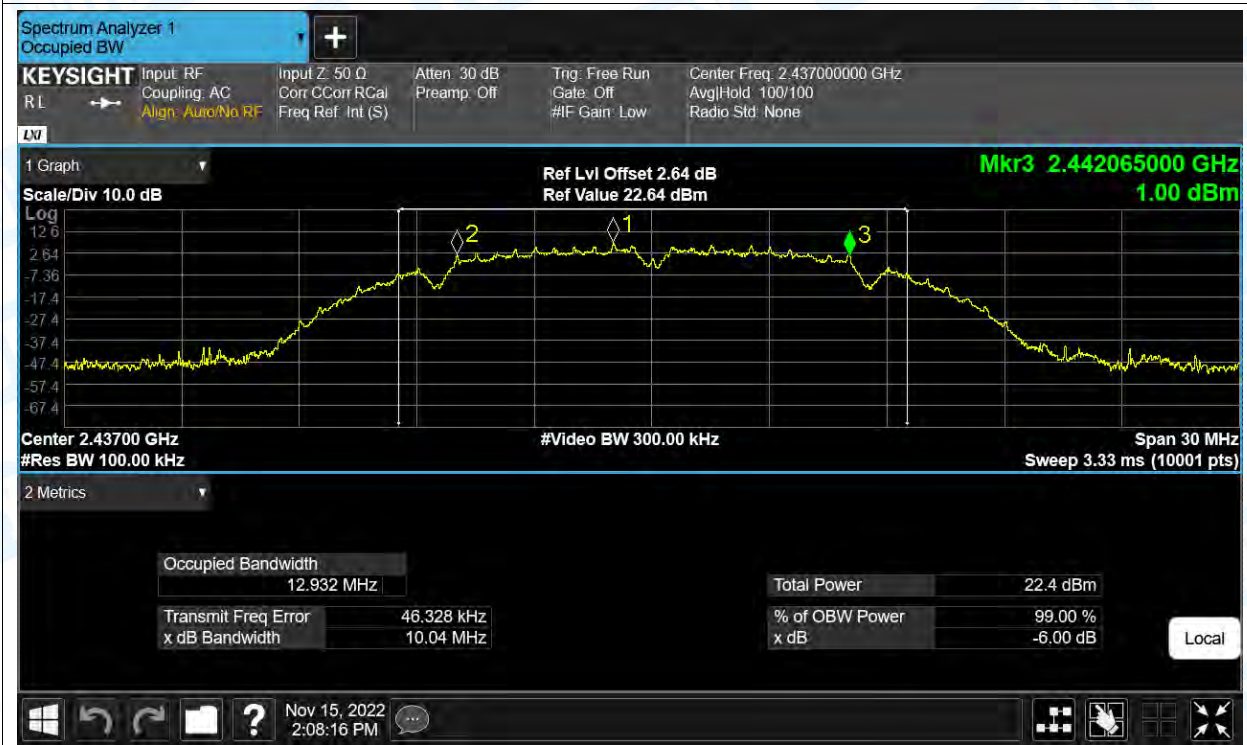 Spectrum Analyzer 1
Occupied BW
+
KEYSIGHT Input: RF Input Z: 50 Ω Atten: 30 dB Trig: Free Run Center Freq: 2.437000000 GHz
RL Coupling: AC Corr CCorr RCal Preamp: Off Gate: Off Avg|Hold: 100/100
Align: Auto/No RF Freq Ref: Int (S) #IF Gain: Low Radio Std: None
LXI
1 Graph
Ref Lvl Offset 2.64 dB
Mkr3 2.442065000 GHz
Scale/Div 10.0 dB
Ref Value 22.64 dBm
1.00 dBm
Log
12.6
2.64
-7.36
-17.4
-27.4
-37.4
-47.4
-57.4
-67.4
2
1
3
Center 2.43700 GHz #Video BW 300.00 kHz Span 30 MHz
#Res BW 100.00 kHz Sweep 3.33 ms (10001 pts)
2 Metrics
Occupied Bandwidth
12.932 MHz Total Power 22.4 dBm
Transmit Freq Error 46.328 kHz % of OBW Power 99.00 %
x dB Bandwidth 10.04 MHz x dB -6.00 dB
Local
? Nov 15, 2022
2:08:16 PM